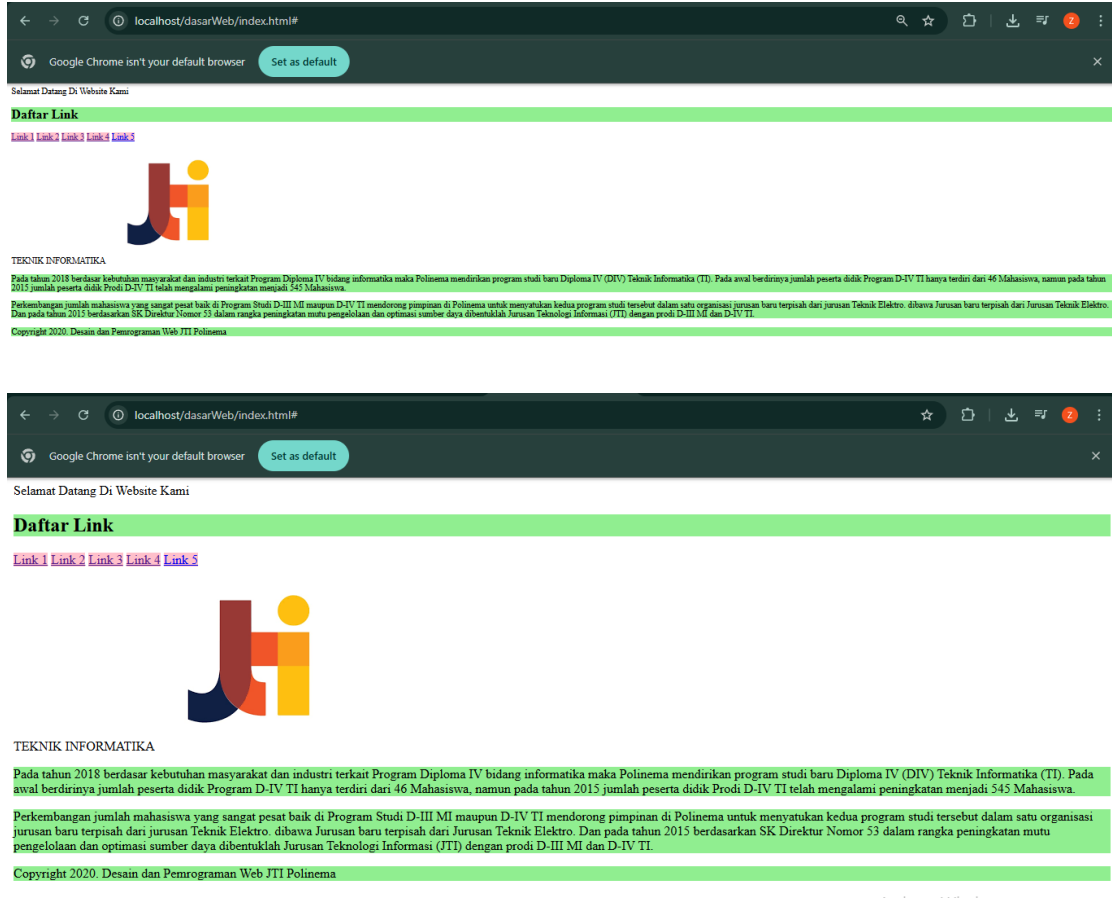 localhost/dasarWeb/index.html#
Z
Google Chrome isn't your default browser Set as default
Selamat Datang Di Website Kami
Daftar Link
Link 1 Link 2 Link 3 Link 4 Link 5
JTI
TEKNIK INFORMATIKA
Pada tahun 2018 berdasar kebutuhan masyarakat dan industri terkait Program Diploma IV bidang informatika maka Polinema mendirikan program studi baru Diploma IV (DIV) Teknik Informatika (TI). Pada awal berdirinya jumlah peserta didik Program D-IV TI hanya terdiri dari 46 Mahasiswa, namun pada tahun
2015 jumlah peserta didik Prodi D-IV TI telah mengalami peningkatan menjadi 545 Mahasiswa.
Perkembangan jumlah mahasiswa yang sangat pesat baik di Program Studi D-III MI maupun D-IV TI mendorong pimpinan di Polinema untuk menyatukan kedua program studi tersebut dalam satu organisasi jurusan baru terpisah dari jurusan Teknik Elektro. dibawa Jurusan baru terpisah dari Jurusan Teknik Elektro.
Dan pada tahun 2015 berdasarkan SK Direktur Nomor 53 dalam rangka peningkatan mutu pengelolaan dan optimasi sumber daya dibentuklah Jurusan Teknologi Informasi (JTI) dengan prodi D-III MI dan D-IV TI.
Copyright 2020. Desain dan Pemrograman Web JTI Polinema
localhost/dasarWeb/index.html#
Z
Google Chrome isn't your default browser Set as default
Selamat Datang Di Website Kami
Daftar Link
Link 1 Link 2 Link 3 Link 4 Link 5
JTI
TEKNIK INFORMATIKA
Pada tahun 2018 berdasar kebutuhan masyarakat dan industri terkait Program Diploma IV bidang informatika maka Polinema mendirikan program studi baru Diploma IV (DIV) Teknik Informatika (TI). Pada
awal berdirinya jumlah peserta didik Program D-IV TI hanya terdiri dari 46 Mahasiswa, namun pada tahun 2015 jumlah peserta didik Prodi D-IV TI telah mengalami peningkatan menjadi 545 Mahasiswa.
Perkembangan jumlah mahasiswa yang sangat pesat baik di Program Studi D-III MI maupun D-IV TI mendorong pimpinan di Polinema untuk menyatukan kedua program studi tersebut dalam satu organisasi
jurusan baru terpisah dari jurusan Teknik Elektro. dibawa Jurusan baru terpisah dari Jurusan Teknik Elektro. Dan pada tahun 2015 berdasarkan SK Direktur Nomor 53 dalam rangka peningkatan mutu
pengelolaan dan optimasi sumber daya dibentuklah Jurusan Teknologi Informasi (JTI) dengan prodi D-III MI dan D-IV TI.
Copyright 2020. Desain dan Pemrograman Web JTI Polinema